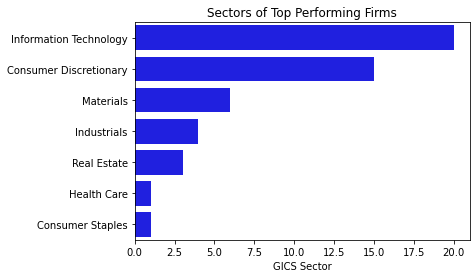 Sectors of Top Performing Firms
Information Technology
Consumer Discretionary
Materials
Industrials
Real Estate
Health Care
Consumer Staples
0.0 2.5 5.0 7.5 10.0 12.5 15.0 17.5 20.0
GICS Sector